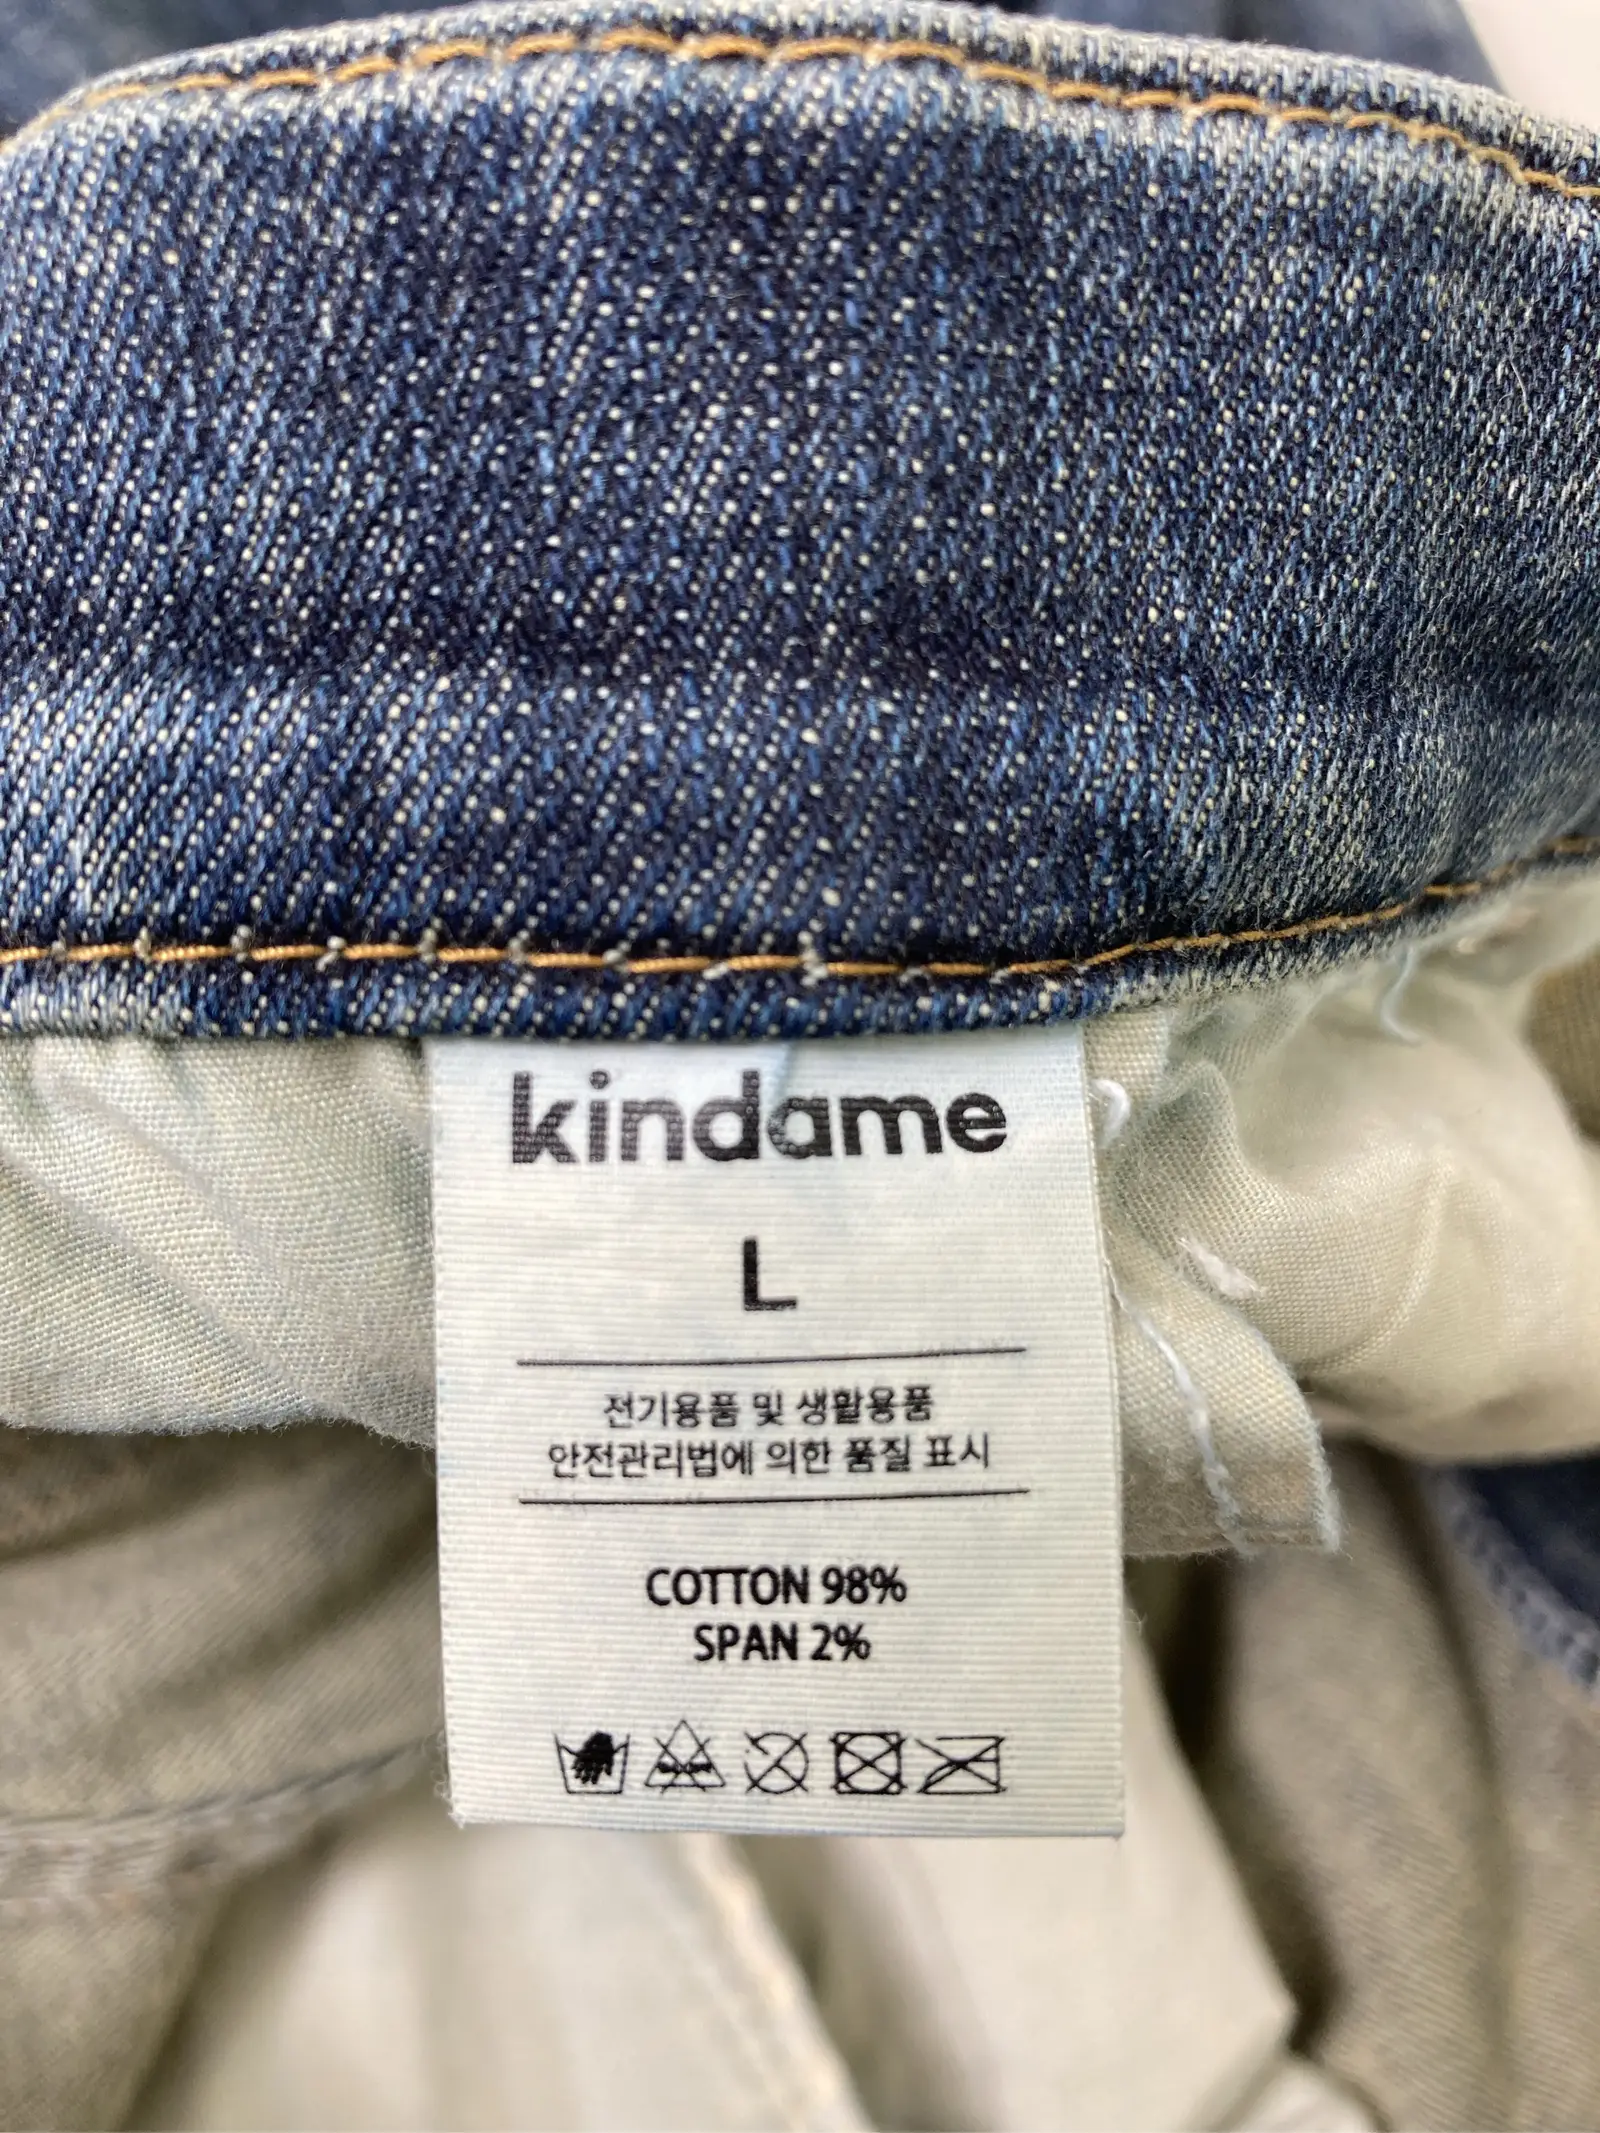 kindame
L
전기용품 및 생활용품
안전관리법에 의한 품질 표시
COTTON 98%
SPAN 2%